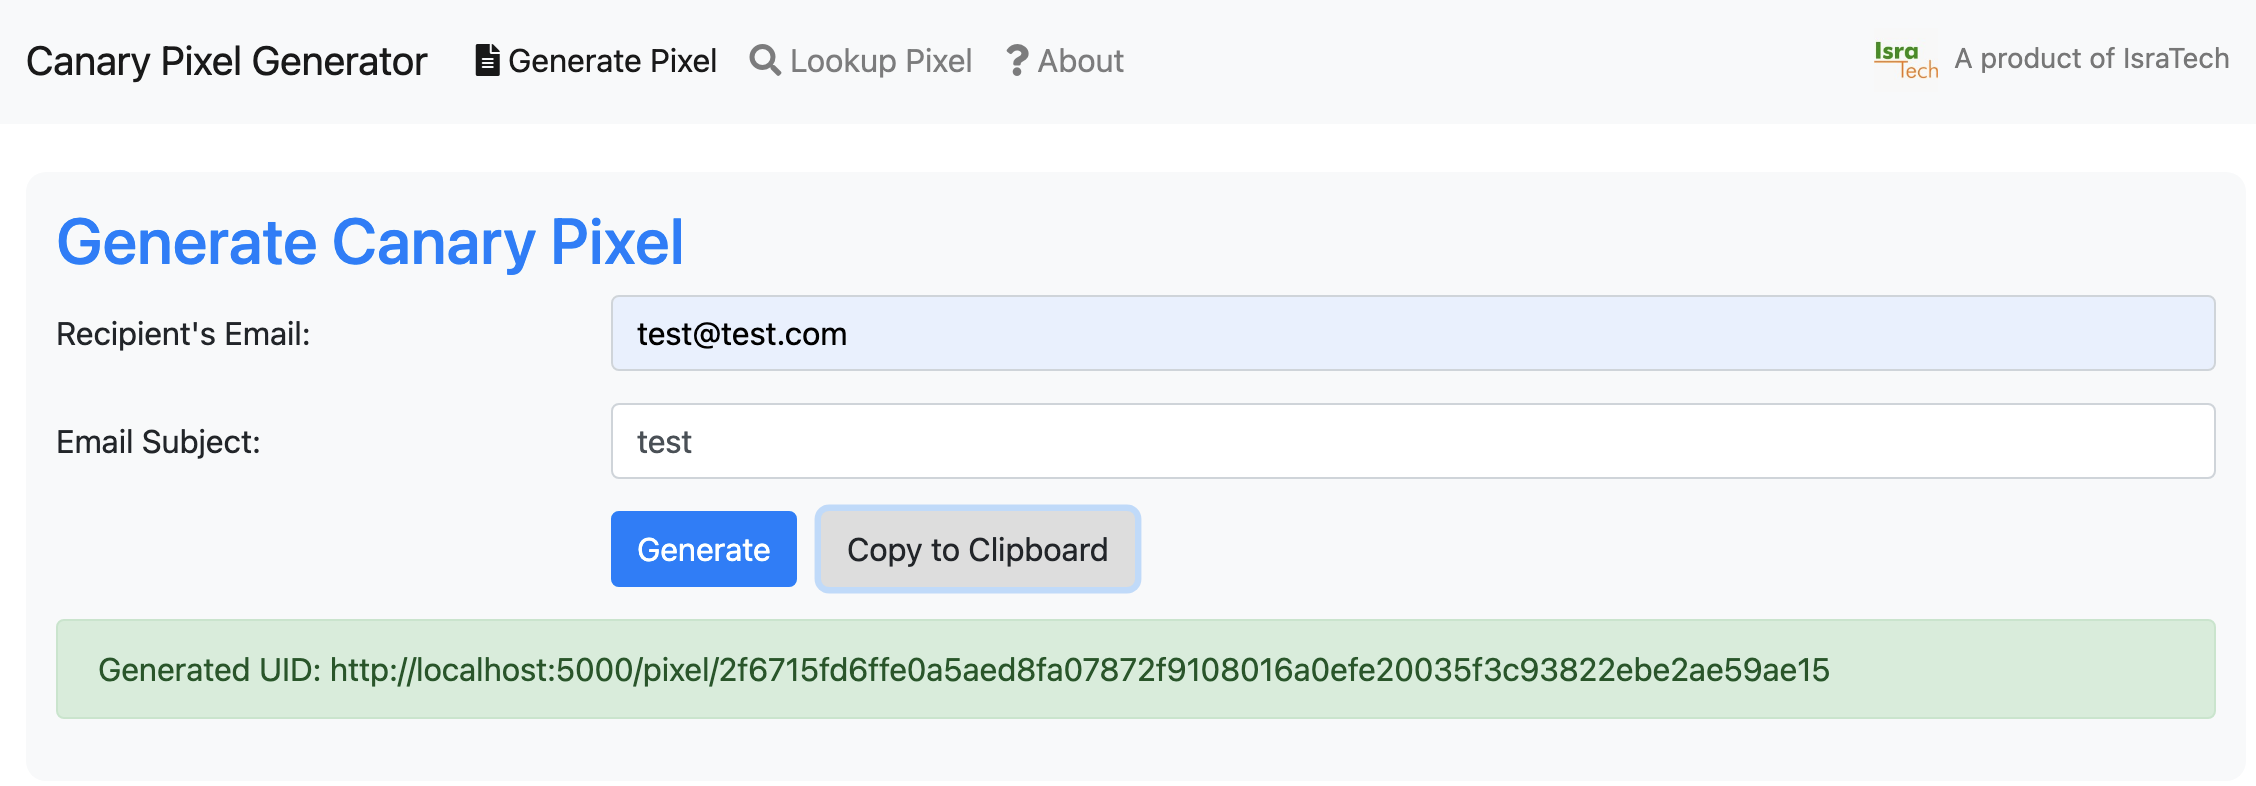 Canary Pixel Generator Generate Pixel Lookup Pixel About Isra Tech A product of IsraTech
Generate Canary Pixel
Recipient's Email: test@test.com
Email Subject: test
Generate Copy to Clipboard
Generated UID: http://localhost:5000/pixel/2f6715fd6ffe0a5aed8fa07872f9108016a0efe20035f3c93822ebe2ae59ae15